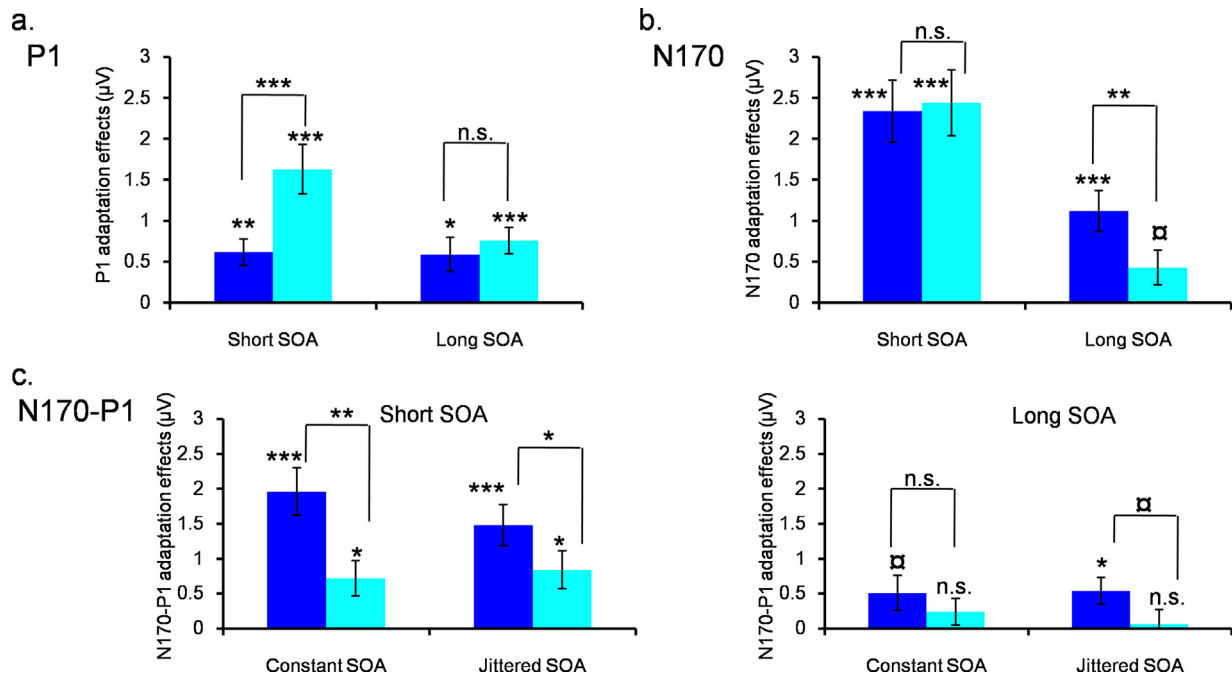 a.
P1
P1 adaptation effects (µV)
3
2.5
2
1.5
1
0.5
0
***
**
***
n.s.
*
***
Short SOA
Long SOA
b.
N170
N170 adaptation effects (µV)
3
2.5
2
1.5
1
0.5
0
n.s.
***
***
**
***
¤
Short SOA
Long SOA
c.
N170-P1
N170-P1 adaptation effects (µV)
3
2.5
2
1.5
1
0.5
0
Short SOA
**
***
*
*
***
*
Constant SOA
Jittered SOA
N170-P1 adaptation effects (µV)
3
2.5
2
1.5
1
0.5
0
Long SOA
n.s.
¤
n.s.
¤
*
n.s.
Constant SOA
Jittered SOA